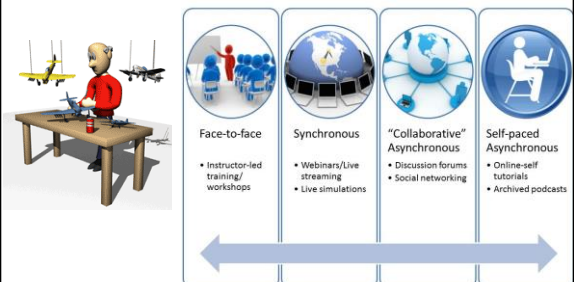 Face-to-face
• Instructor-led
training/
workshops
Synchronous
• Webinars/Live
streaming
• Live simulations
“Collaborative”
Asynchronous
• Discussion forums
• Social networking
Self-paced
Asynchronous
• Online-self
tutorials
• Archived podcasts